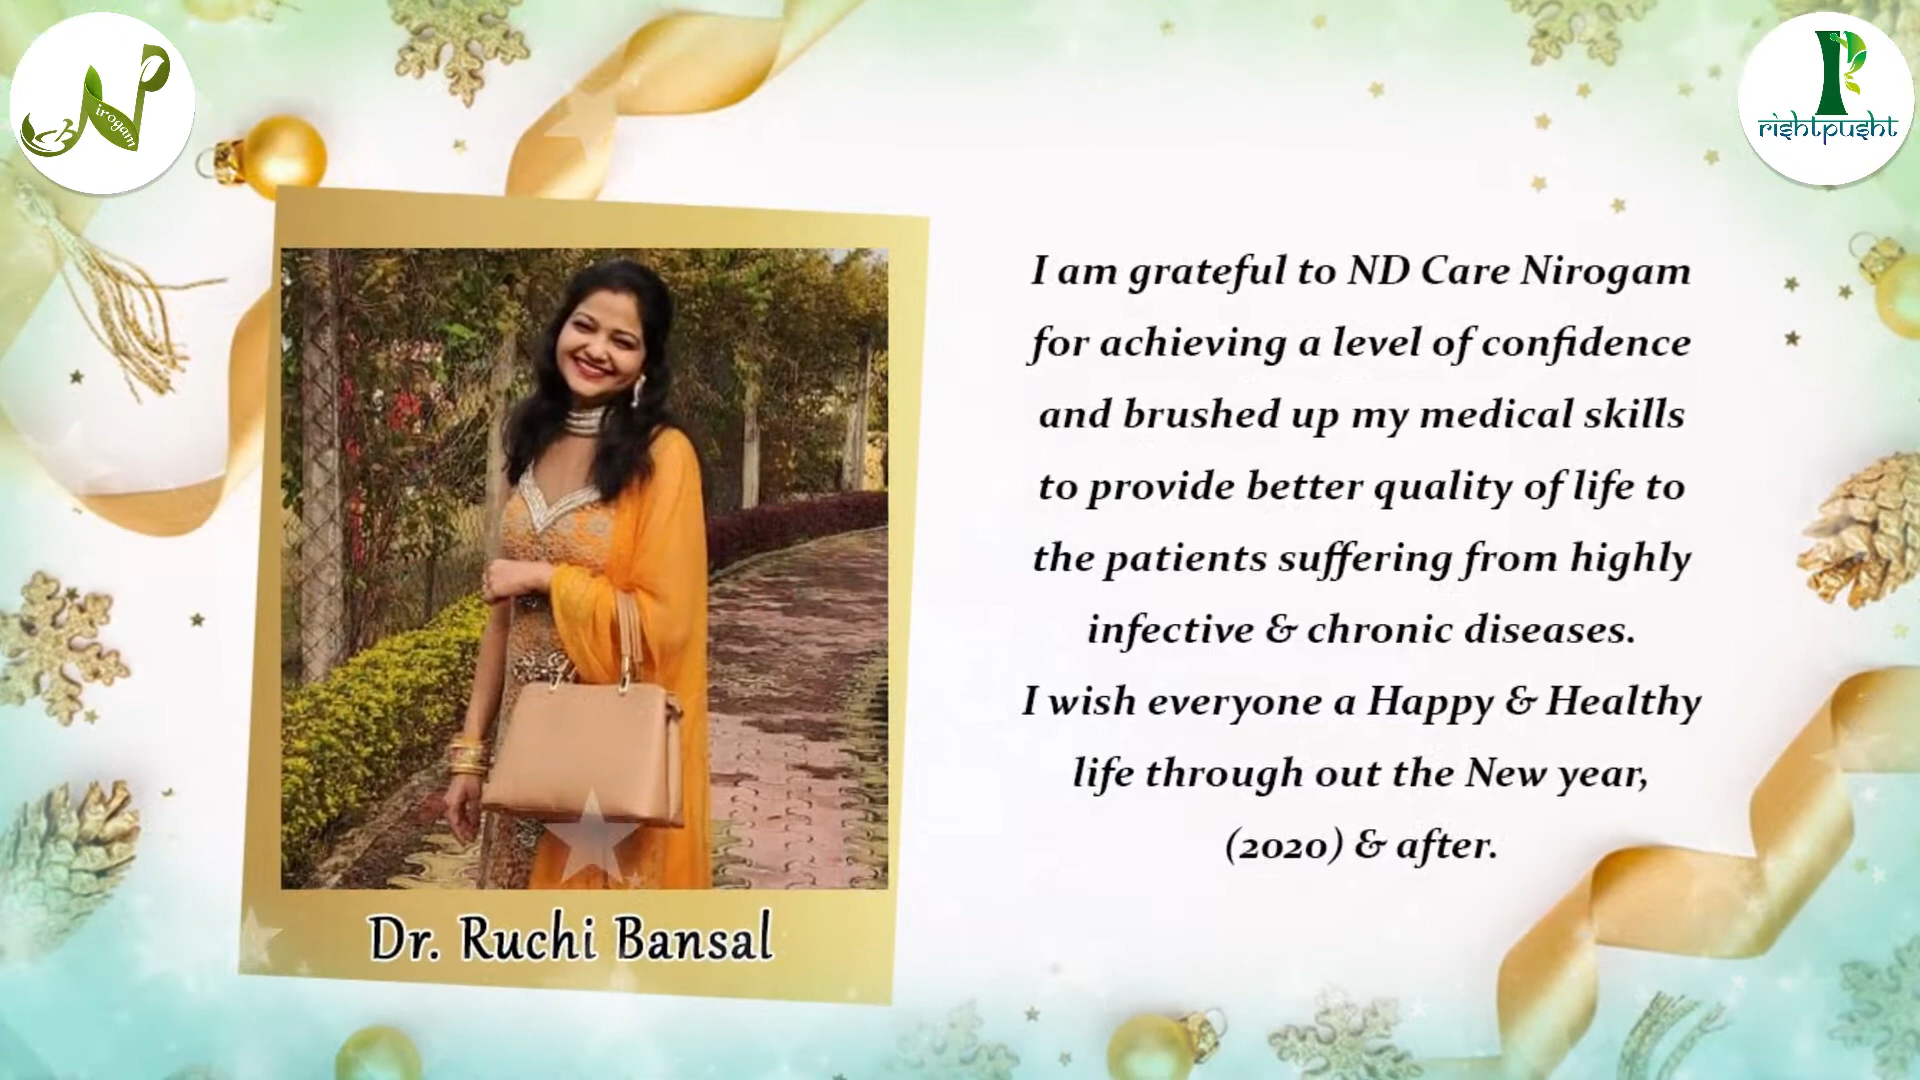 Nirogam
rishtpusht
I am grateful to ND Care Nirogam
for achieving a level of confidence
and brushed up my medical skills
to provide better quality of life to
the patients suffering from highly
infective & chronic diseases.
I wish everyone a Happy & Healthy
life through out the New year,
(2020) & after.
Dr. Ruchi Bansal